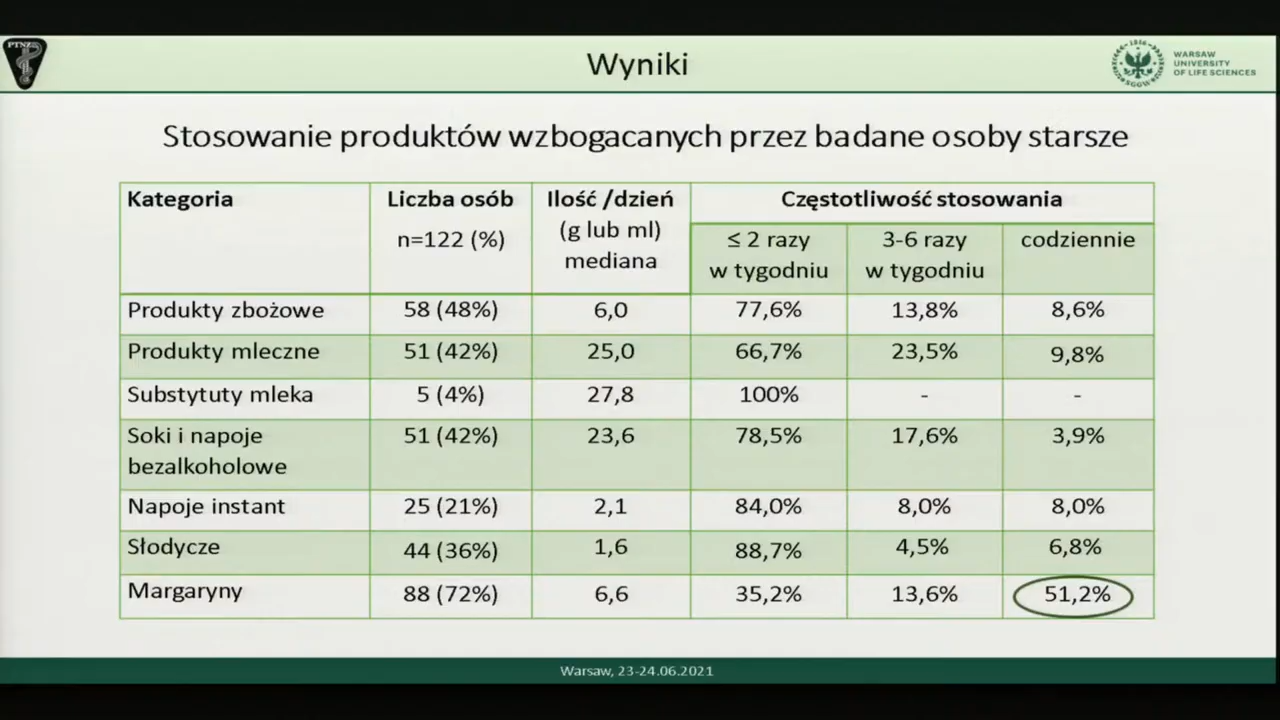 PTNŻ
Wyniki
WARSAW
UNIVERSITY
OF LIFE SCIENCES
1816
SGGW
Stosowanie produktów wzbogacanych przez badane osoby starsze
Kategoria
Liczba osób
n=122 (%)
Ilość /dzień
(g lub ml)
mediana
Częstotliwość stosowania
≤ 2 razy
w tygodniu
3-6 razy
w tygodniu
codziennie
Produkty zbożowe 58 (48%) 6,0 77,6% 13,8% 8,6%
Produkty mleczne 51 (42%) 25,0 66,7% 23,5% 9,8%
Substytuty mleka 5 (4%) 27,8 100% - -
Soki i napoje 51 (42%) 23,6 78,5% 17,6% 3,9%
bezalkoholowe
Napoje instant 25 (21%) 2,1 84,0% 8,0% 8,0%
Słodycze 44 (36%) 1,6 88,7% 4,5% 6,8%
Margaryny 88 (72%) 6,6 35,2% 13,6% 51,2%
Warsaw, 23-24.06.2021